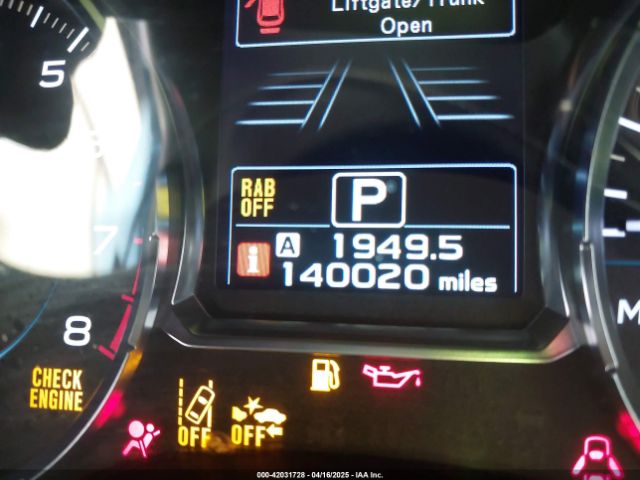 Liftgate/Trunk
Open
5
6
7
8
RAB
OFF
P
i A 1949.5
140020 miles
CHECK
ENGINE
OFF
OFF
M
000-42031728 - 04/16/2025 - IAA Inc.